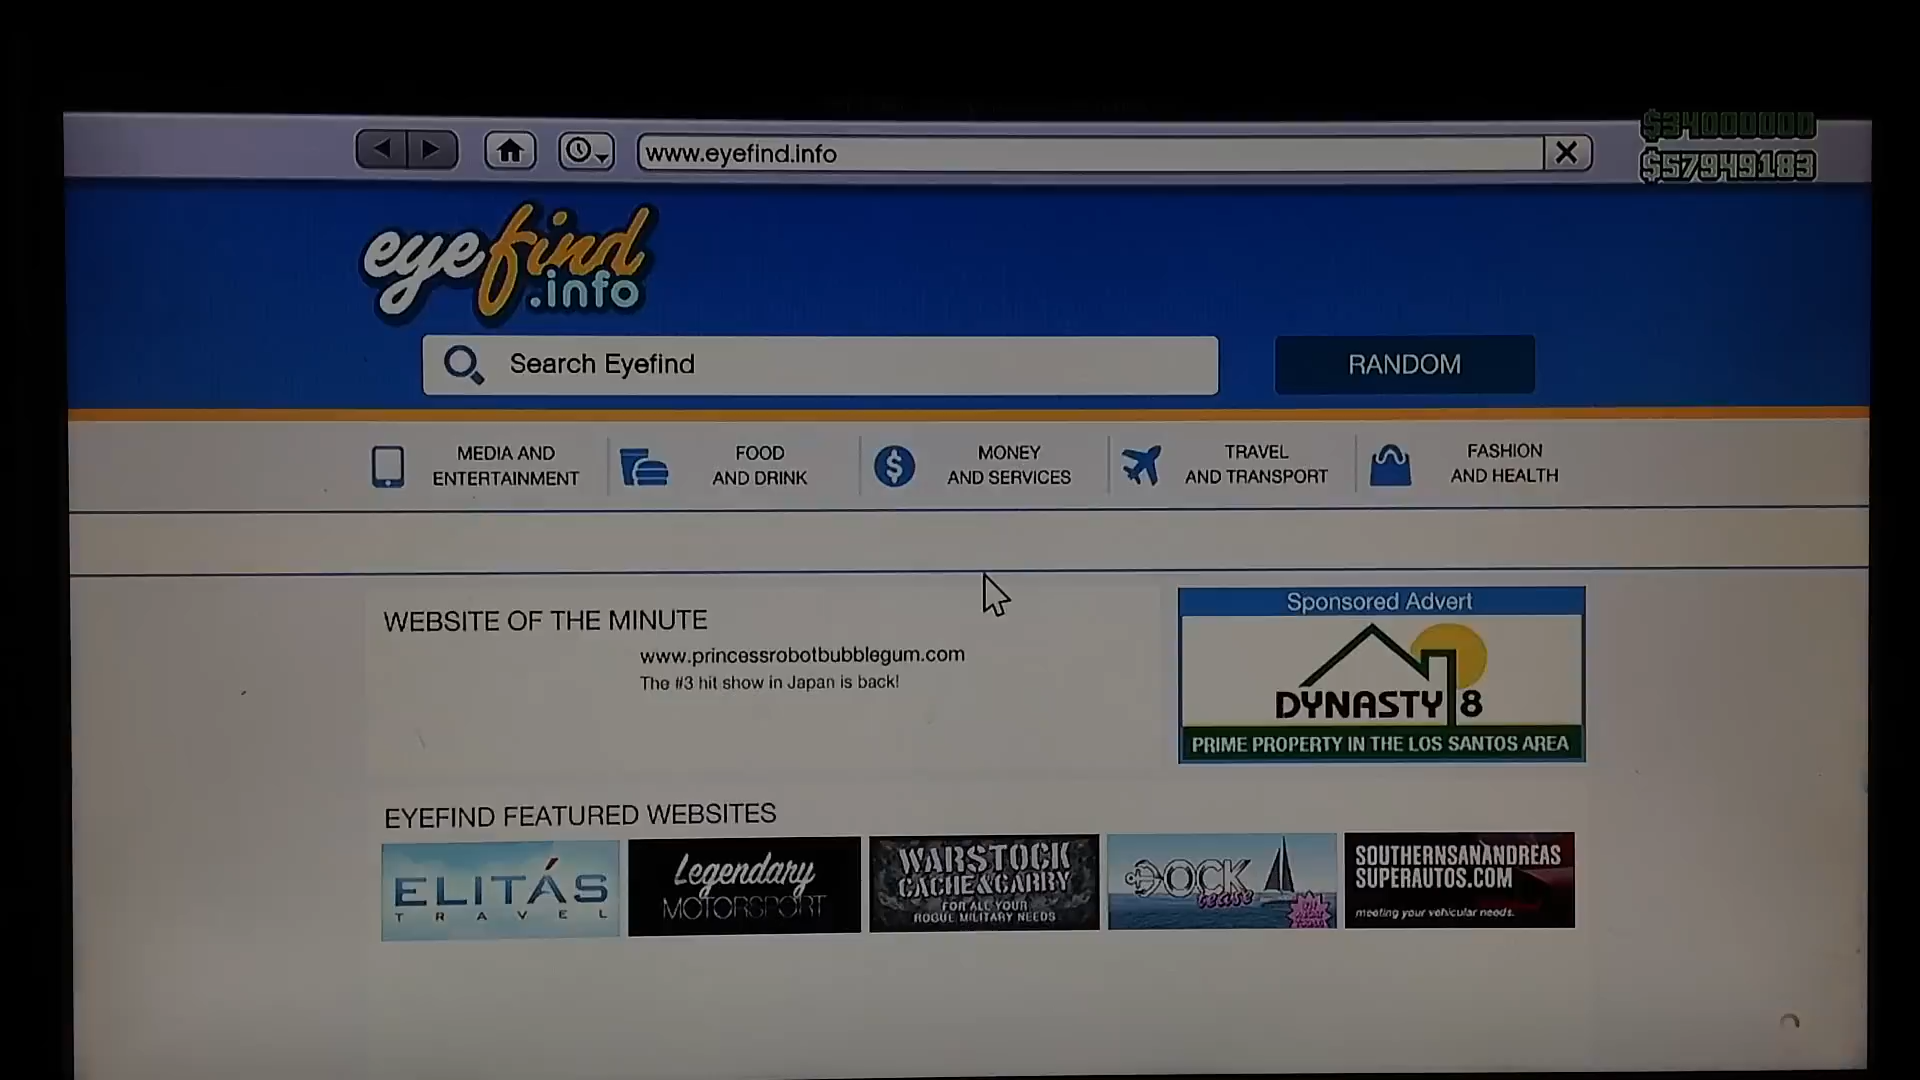 www.eyefind.info
$34000000
$57949183
eyefind
.info
Search Eyefind
RANDOM
MEDIA AND
ENTERTAINMENT
FOOD
AND DRINK
MONEY
AND SERVICES
TRAVEL
AND TRANSPORT
FASHION
AND HEALTH
WEBSITE OF THE MINUTE
www.princessrobotbubblegum.com
The #3 hit show in Japan is back!
Sponsored Advert
DYNASTY 8
PRIME PROPERTY IN THE LOS SANTOS AREA
EYEFIND FEATURED WEBSITES
ELITÁS
TRAVEL
Legendary
MOTORSPORT
WARSTOCK
CACHE & CARRY
FOR ALL YOUR
ROGUE MILITARY NEEDS
DOCK
tease
SOUTHERNSANANDREAS
SUPERAUTOS.COM
meeting your vehicular needs.